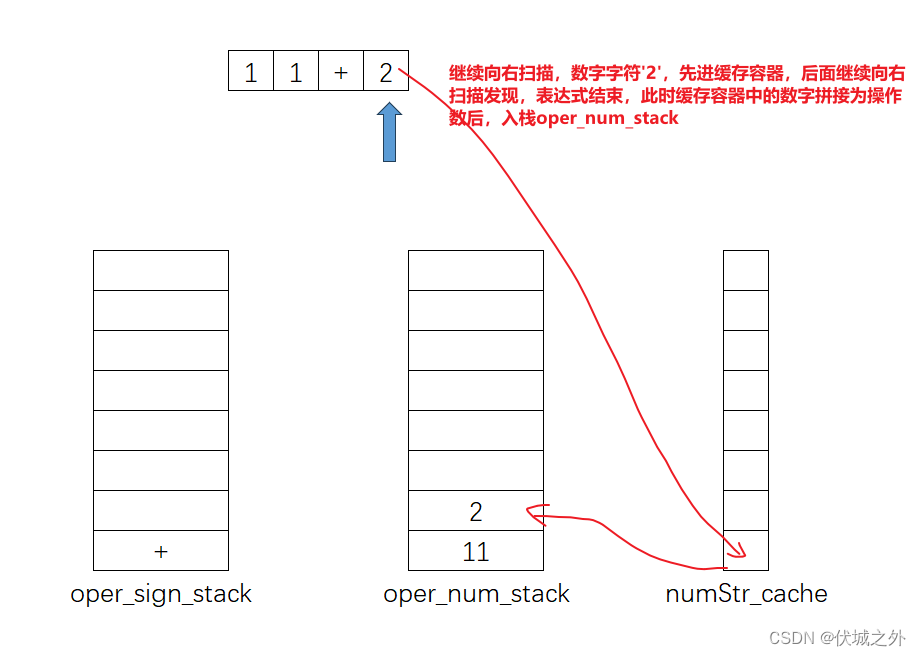 1 1 + 2
继续向右扫描，数字字符'2'，先进缓存容器，后面继续向右
扫描发现，表达式结束，此时缓存容器中的数字拼接为操作
数后，入栈oper_num_stack
2
+
11
oper_sign_stack
oper_num_stack
numStr_cache
CSDN @伏城之外